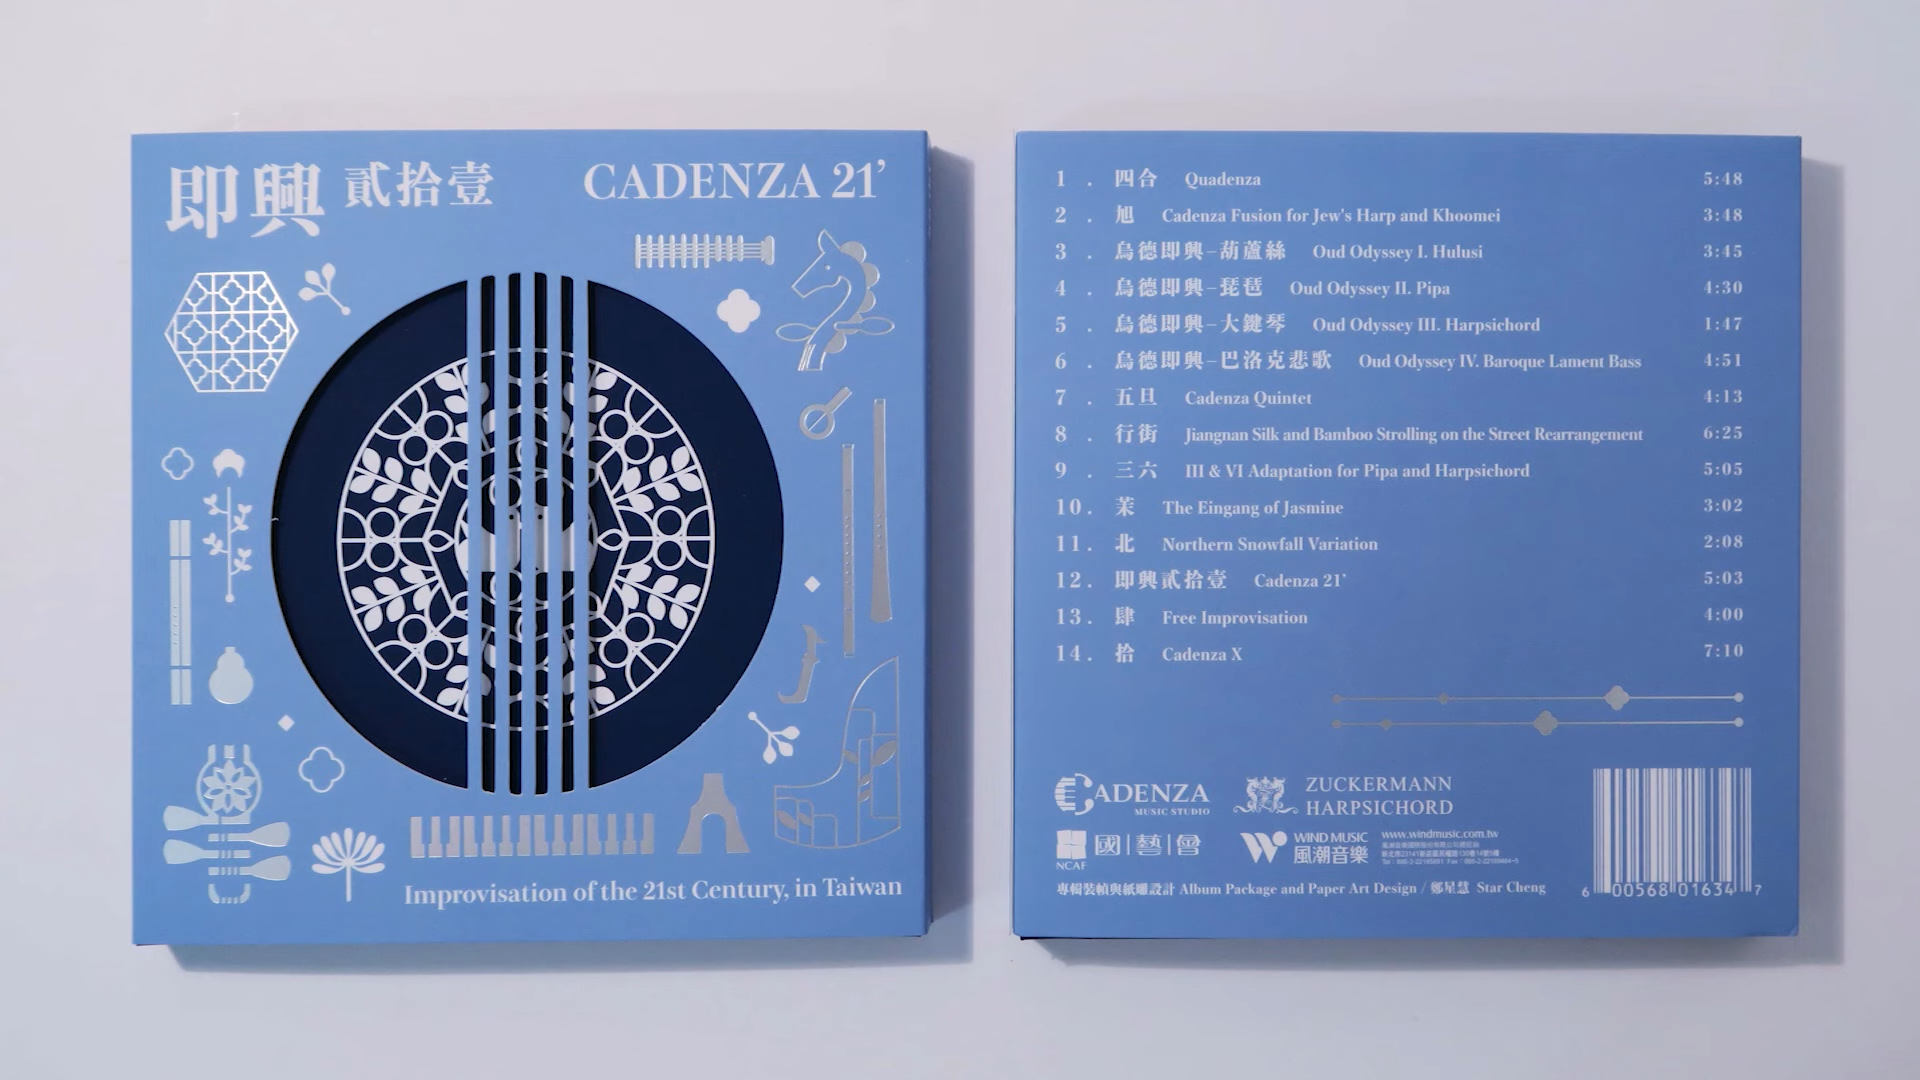 即興 貳拾壹 CADENZA 21’
Improvisation of the 21st Century, in Taiwan
1 . 四合 Quadenza 5:48
2 . 旭 Cadenza Fusion for Jew's Harp and Khoomei 3:48
3 . 烏德即興-葫蘆絲 Oud Odyssey I. Hulusi 3:45
4 . 烏德即興-琵琶 Oud Odyssey II. Pipa 4:30
5 . 烏德即興-大鍵琴 Oud Odyssey III. Harpsichord 1:47
6 . 烏德即興-巴洛克悲歌 Oud Odyssey IV. Baroque Lament Bass 4:51
7 . 五旦 Cadenza Quintet 4:13
8 . 行街 Jiangnan Silk and Bamboo Strolling on the Street Rearrangement 6:25
9 . 三六 III & VI Adaptation for Pipa and Harpsichord 5:05
10. 茉 The Eingang of Jasmine 3:02
11. 北 Northern Snowfall Variation 2:08
12. 即興貳拾壹 Cadenza 21’ 5:03
13. 肆 Free Improvisation 4:00
14. 拾 Cadenza X 7:10
CADENZA
MUSIC STUDIO
ZUCKERMANN
HARPSICHORD
NCAF
國|藝|會
WIND MUSIC
風潮音樂
www.windmusic.com.tw
專輯裝幀與紙雕設計 Album Package and Paper Art Design / 鄭星慧 Star Cheng
6 00568 01634 7